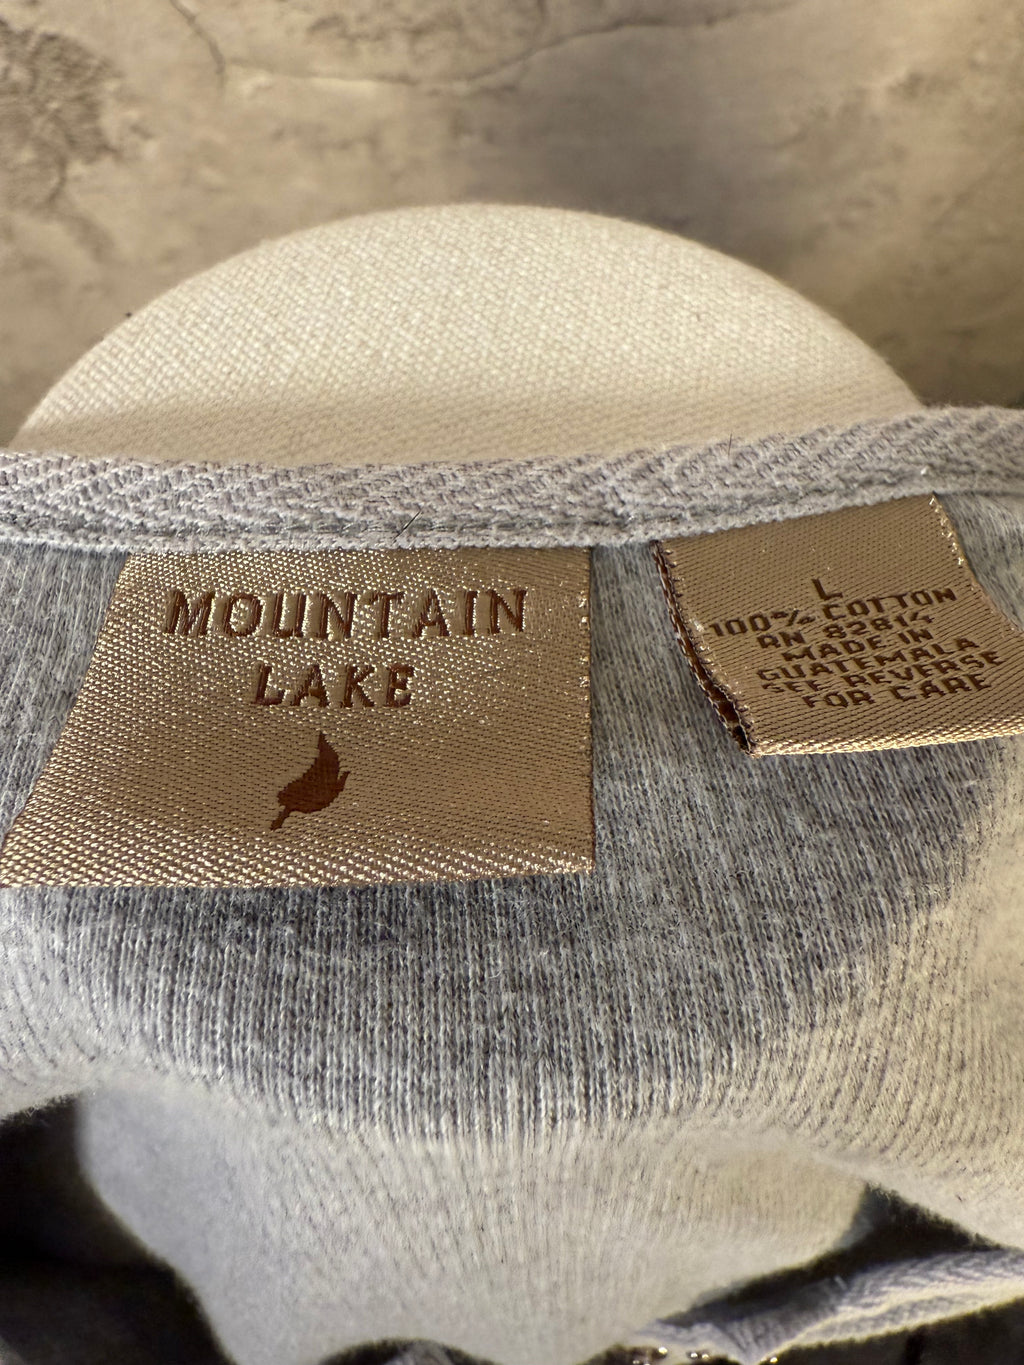 MOUNTAIN
LAKE
L
100% COTTON
RN 82814
MADE IN
GUATEMALA
SEE REVERSE
FOR CARE